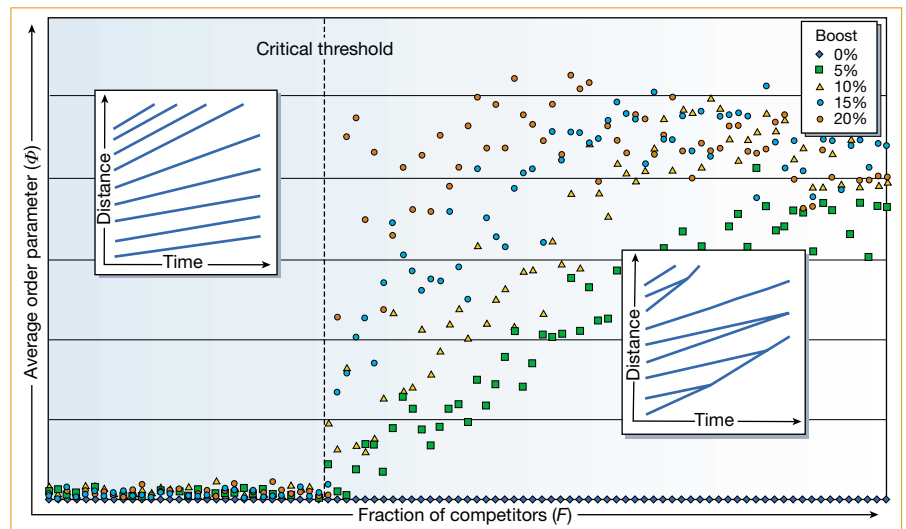 Critical threshold
Boost
0%
5%
10%
15%
20%
Distance
Time
Distance
Time
Average order parameter (Φ)
Fraction of competitors (F)